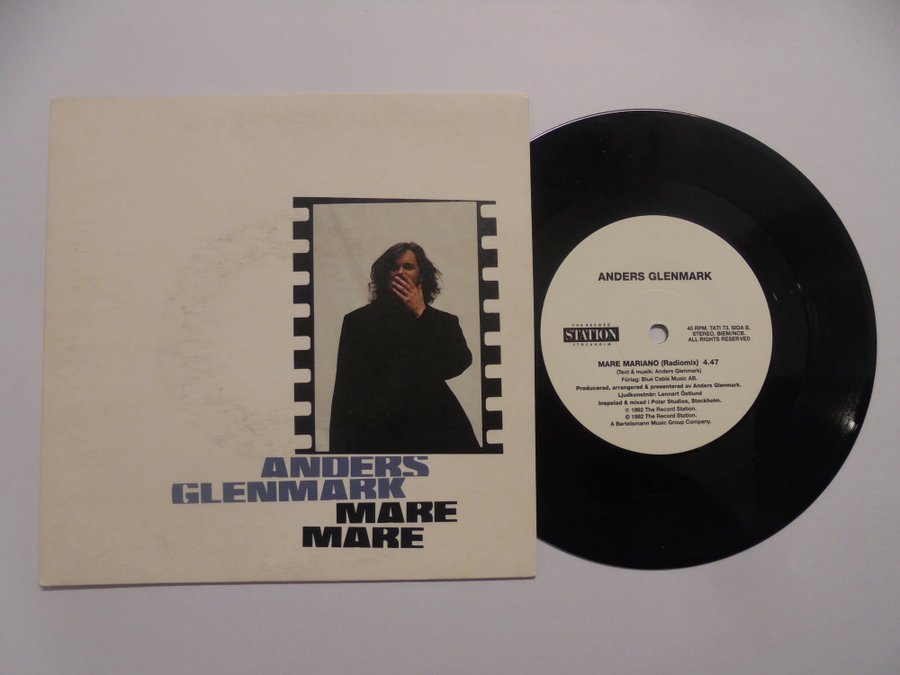 ANDERS
GLENMARK
MARE
MARE
ANDERS GLENMARK
THE RECORD
STATION
STOCKHOLM
45 RPM. TATI 73. SIDA B.
STEREO. BIEM/NCB.
ALL RIGHTS RESERVED
MARE MARIANO (Radiomix) 4.47
(Text & musik: Anders Glenmark)
Förlag: Blue Cable Music AB.
Producerad, arrangerad & presenterad av Anders Glenmark.
Ljudkonstnär: Lennart Östlund
Inspelad & mixad i Polar Studios, Stockholm.
℗ 1992 The Record Station.
© 1992 The Record Station.
A Bertelsmann Music Group Company.